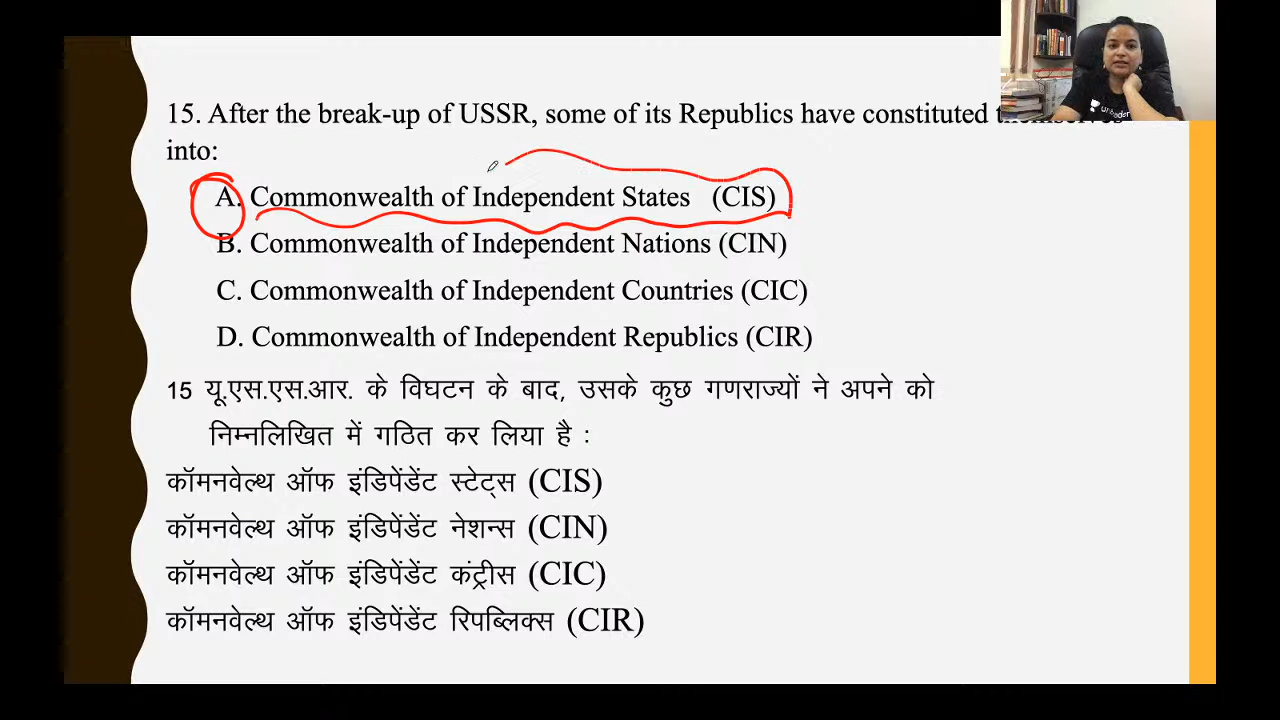 15. After the break-up of USSR, some of its Republics have constituted themselves
into:
A. Commonwealth of Independent States (CIS)
B. Commonwealth of Independent Nations (CIN)
C. Commonwealth of Independent Countries (CIC)
D. Commonwealth of Independent Republics (CIR)
15 यू.एस.एस.आर. के विघटन के बाद, उसके कुछ गणराज्यों ने अपने को
निम्नलिखित में गठित कर लिया है :
कॉमनवेल्थ ऑफ इंडिपेंडेंट स्टेट्स (CIS)
कॉमनवेल्थ ऑफ इंडिपेंडेंट नेशन्स (CIN)
कॉमनवेल्थ ऑफ इंडिपेंडेंट कंट्रीस (CIC)
कॉमनवेल्थ ऑफ इंडिपेंडेंट रिपब्लिक्स (CIR)